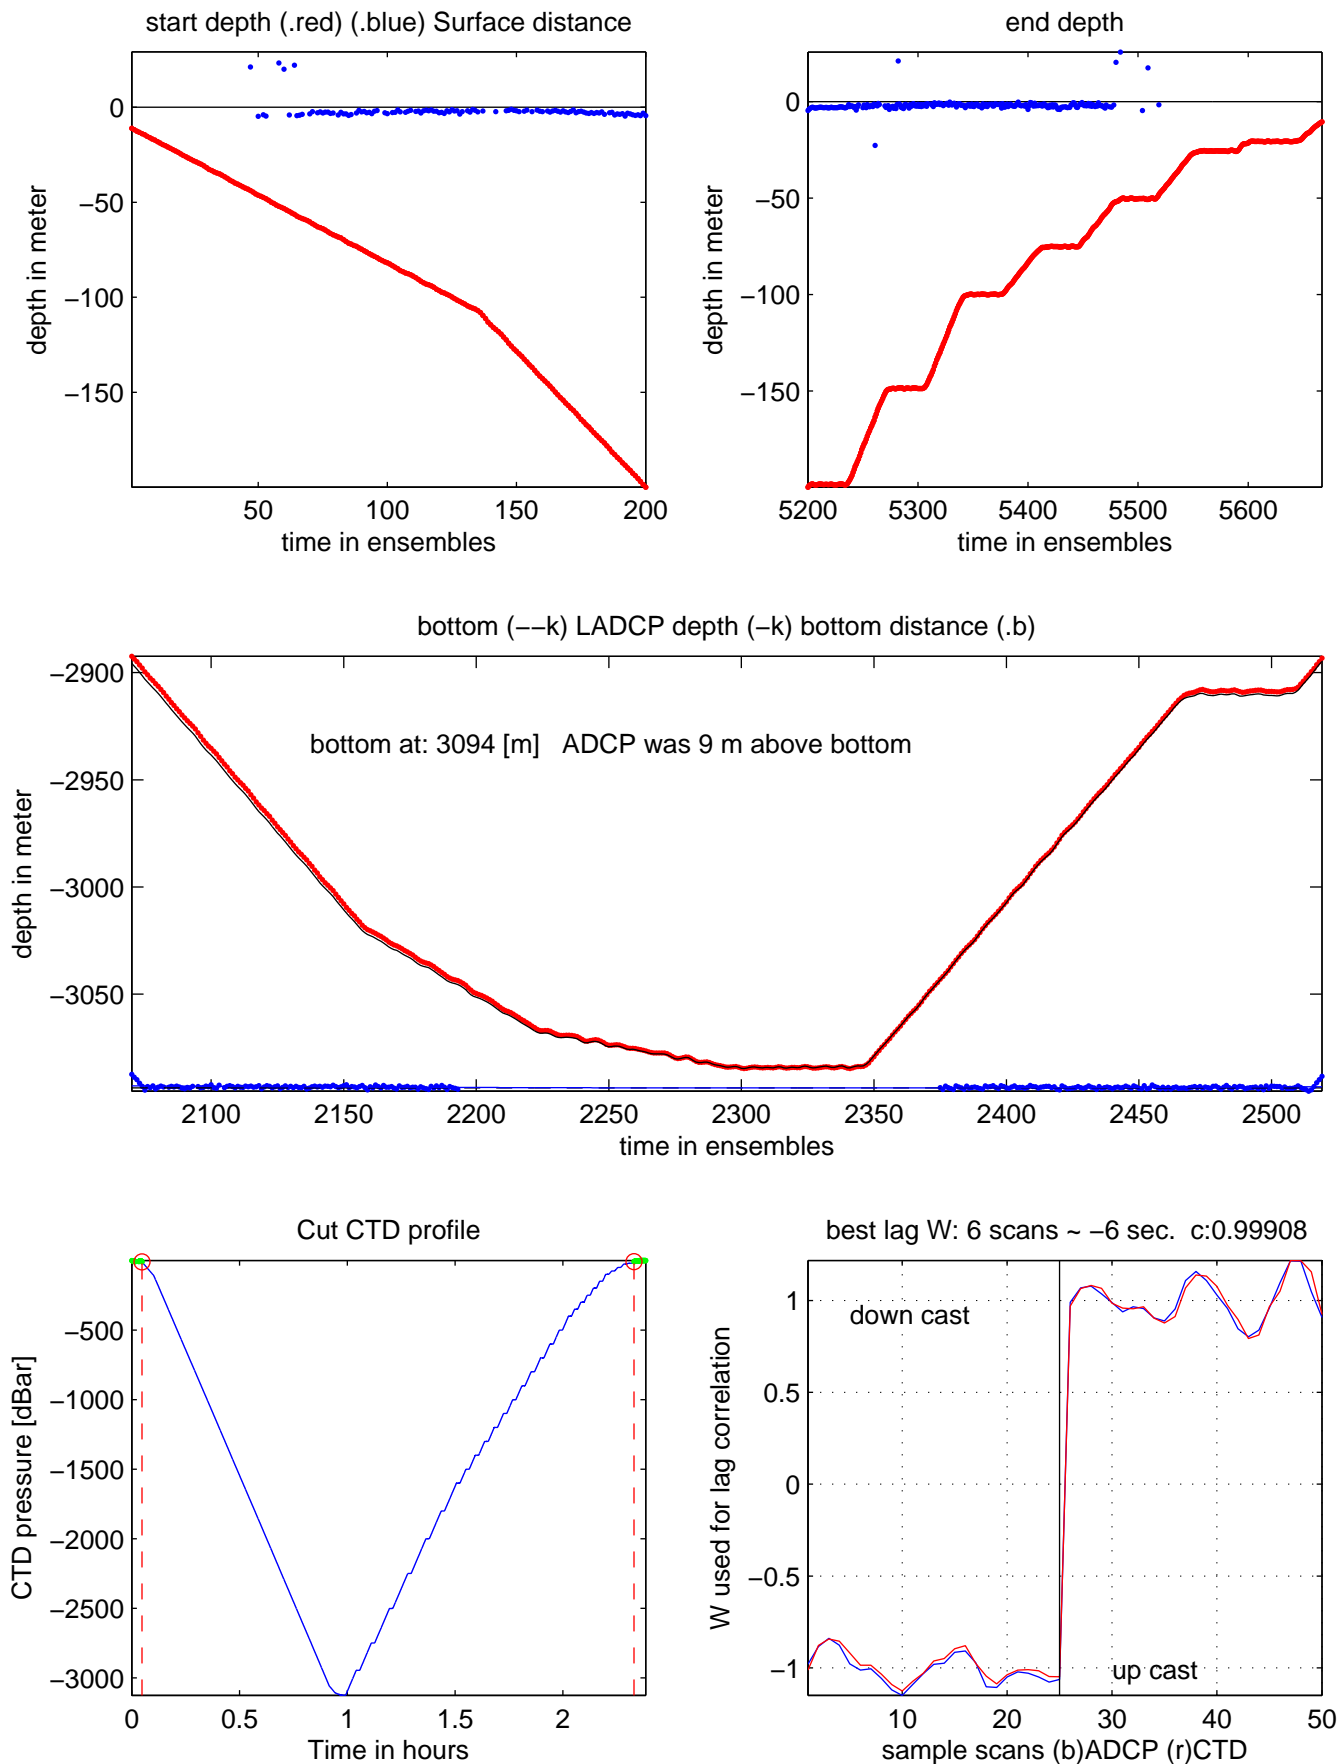 start depth (.red) (.blue) Surface distance
0
−50
−100
−150
depth in meter
50 100 150 200
time in ensembles
end depth
0
−50
−100
−150
depth in meter
5200 5300 5400 5500 5600
time in ensembles
bottom (−−k) LADCP depth (−k) bottom distance (.b)
−2900
−2950
−3000
−3050
depth in meter
bottom at: 3094 [m] ADCP was 9 m above bottom
2100 2150 2200 2250 2300 2350 2400 2450 2500
time in ensembles
Cut CTD profile
−500
−1000
−1500
−2000
−2500
−3000
CTD pressure [dBar]
0 0.5 1 1.5 2
Time in hours
best lag W: 6 scans ~ −6 sec. c:0.99908
1
0.5
0
−0.5
−1
W used for lag correlation
down cast
up cast
10 20 30 40 50
sample scans (b)ADCP (r)CTD